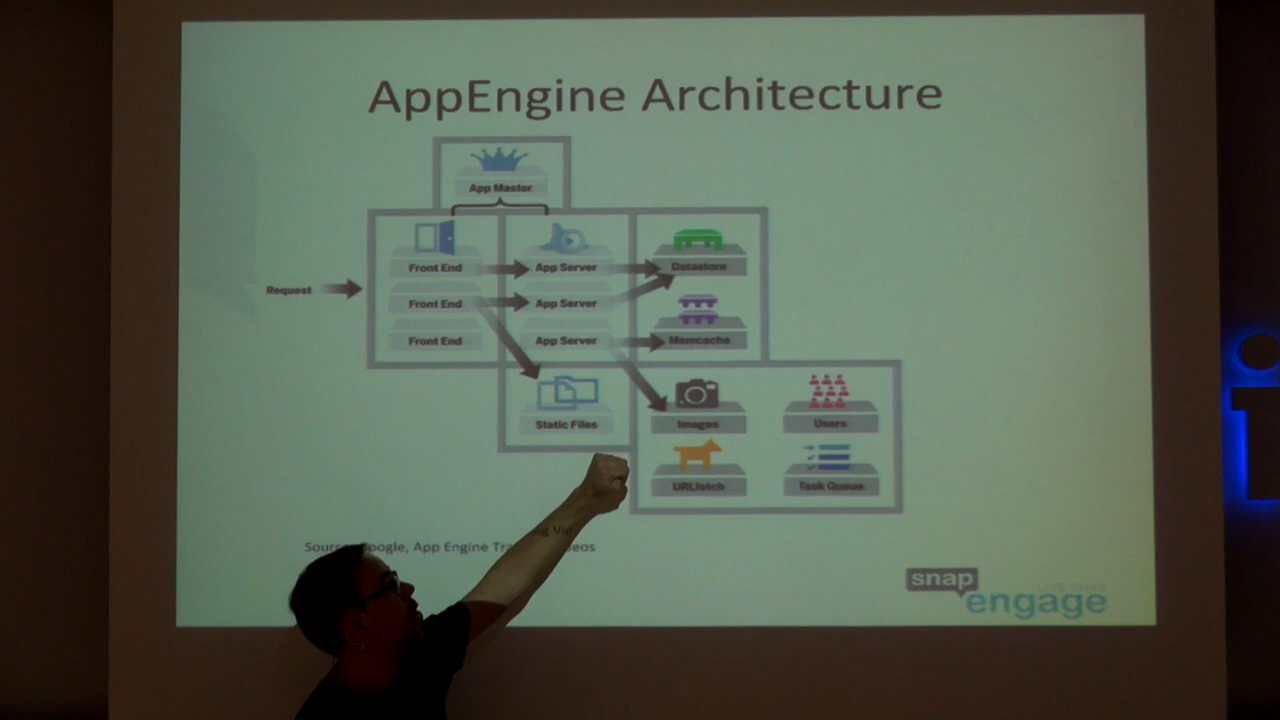 AppEngine Architecture
App Master
Front End App Server Datastore
Request
Front End App Server
Front End App Server Memcache
Static Files Images Users
URLfetch Task Queue
Google, App Engine
snap
engage